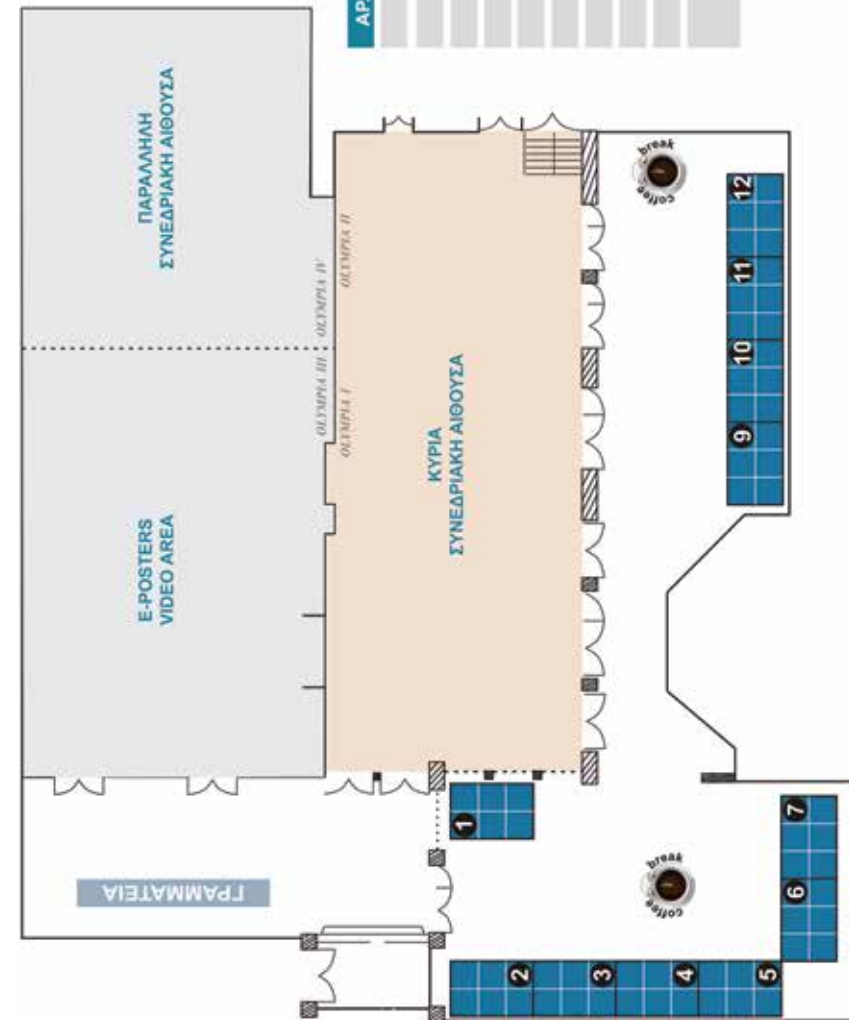 ΑΡ
ΠΑΡΑΛΛΗΛΗ
ΣΥΝΕΔΡΙΑΚΗ ΑΙΘΟΥΣΑ
OLYMPIA IV
OLYMPIA II
OLYMPIA III
OLYMPIA I
E-POSTERS
VIDEO AREA
ΚΥΡΙΑ
ΣΥΝΕΔΡΙΑΚΗ ΑΙΘΟΥΣΑ
ΓΡΑΜΜΑΤΕΙΑ
coffee break
12
11
10
9
1
coffee break
7
6
2
3
4
5